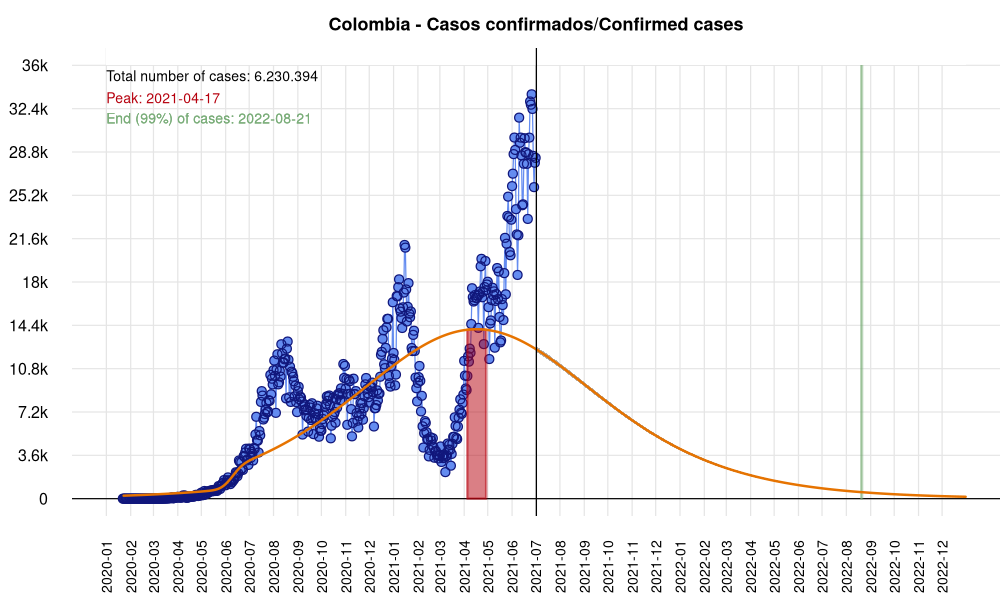 Colombia - Casos confirmados/Confirmed cases
Total number of cases: 6.230.394
Peak: 2021-04-17
End (99%) of cases: 2022-08-21
36k
32.4k
28.8k
25.2k
21.6k
18k
14.4k
10.8k
7.2k
3.6k
0
2020-01
2020-02
2020-03
2020-04
2020-05
2020-06
2020-07
2020-08
2020-09
2020-10
2020-11
2020-12
2021-01
2021-02
2021-03
2021-04
2021-05
2021-06
2021-07
2021-08
2021-09
2021-10
2021-11
2021-12
2022-01
2022-02
2022-03
2022-04
2022-05
2022-06
2022-07
2022-08
2022-09
2022-10
2022-11
2022-12